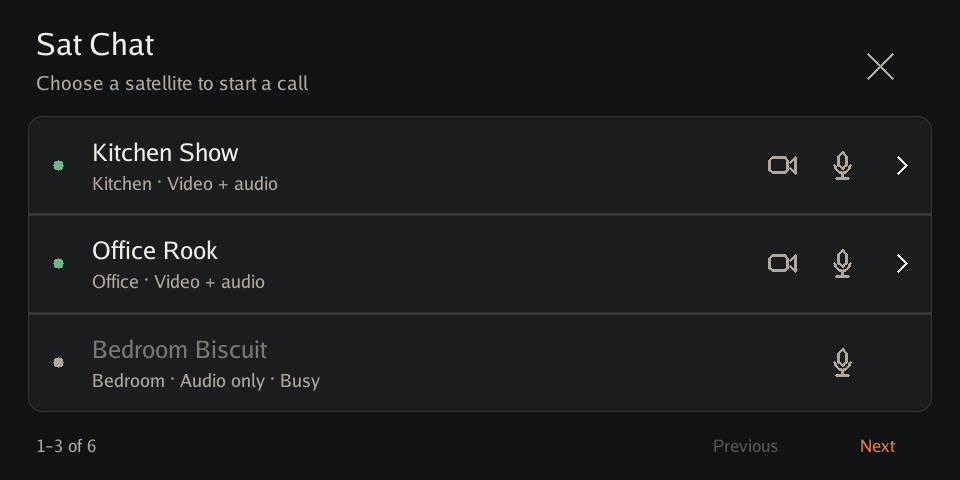 Sat Chat
Choose a satellite to start a call
Kitchen Show
Kitchen · Video + audio
Office Rook
Office · Video + audio
Bedroom Biscuit
Bedroom · Audio only · Busy
1–3 of 6
Previous
Next